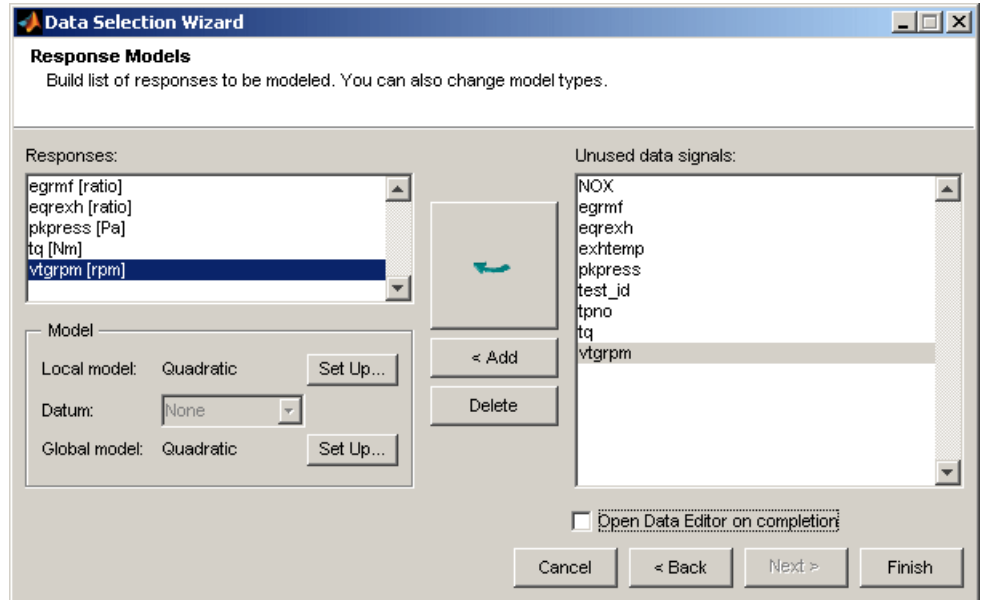 Data Selection Wizard
Response Models
Build list of responses to be modeled. You can also change model types.
Responses:
egrmf [ratio]
eqrexh [ratio]
pkpress [Pa]
tq [Nm]
vtgrpm [rpm]
Model
Local model: Quadratic Set Up...
Datum: None
Global model: Quadratic Set Up...
< Add
Delete
Unused data signals:
NOX
egrmf
eqrexh
exhtemp
pkpress
test_id
tpno
tq
vtgrpm
Open Data Editor on completion
Cancel < Back Next > Finish